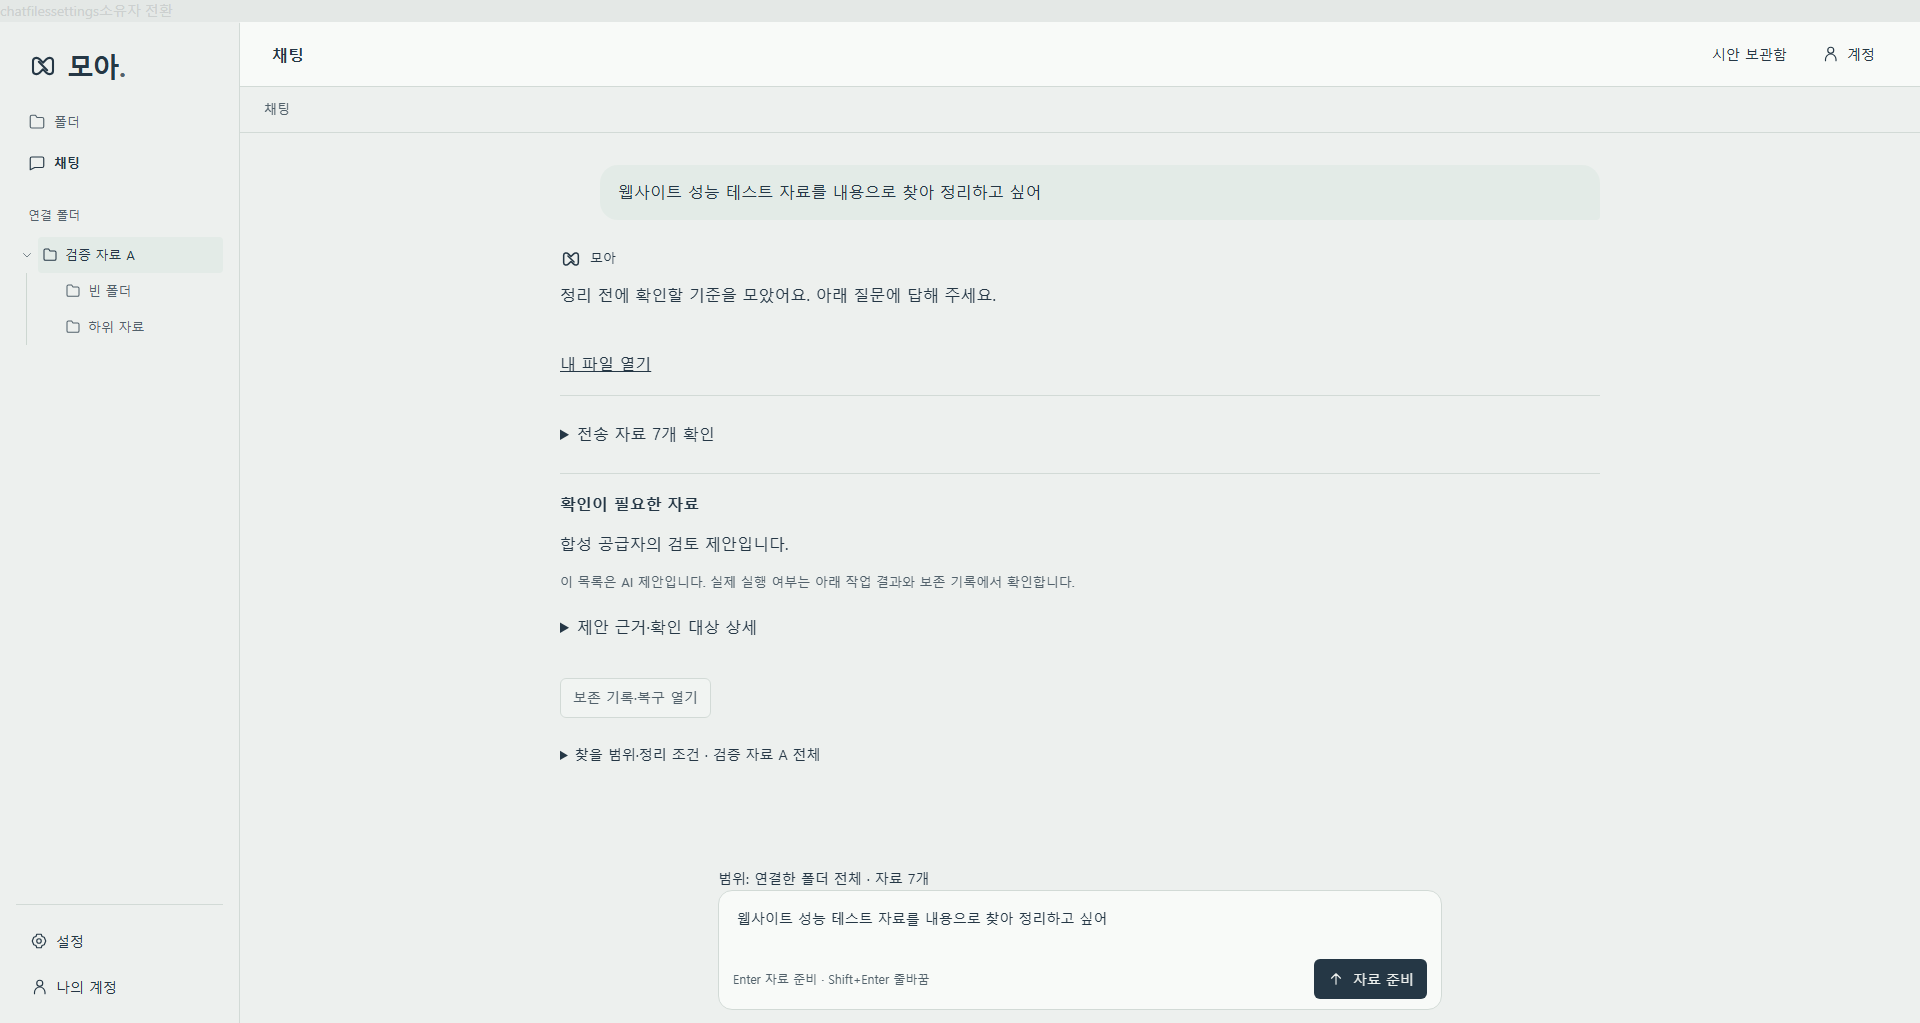 chatfilessettings소유자 전환
모아.
폴더
채팅
연결 폴더
검증 자료 A
빈 폴더
하위 자료
설정
나의 계정
채팅
시안 보관함
계정
채팅
웹사이트 성능 테스트 자료를 내용으로 찾아 정리하고 싶어
모아
정리 전에 확인할 기준을 모았어요. 아래 질문에 답해 주세요.
내 파일 열기
▶ 전송 자료 7개 확인
확인이 필요한 자료
합성 공급자의 검토 제안입니다.
이 목록은 AI 제안입니다. 실제 실행 여부는 아래 작업 결과와 보존 기록에서 확인합니다.
▶ 제안 근거·확인 대상 상세
보존 기록·복구 열기
▶ 찾을 범위·정리 조건 · 검증 자료 A 전체
범위: 연결한 폴더 전체 · 자료 7개
웹사이트 성능 테스트 자료를 내용으로 찾아 정리하고 싶어
Enter 자료 준비 · Shift+Enter 줄바꿈
↑ 자료 준비